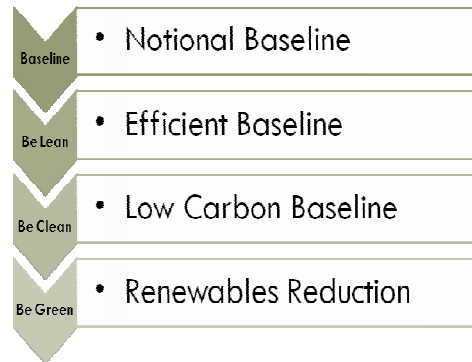 Baseline
• Notional Baseline
Be Lean
• Efficient Baseline
Be Clean
• Low Carbon Baseline
Be Green
• Renewables Reduction